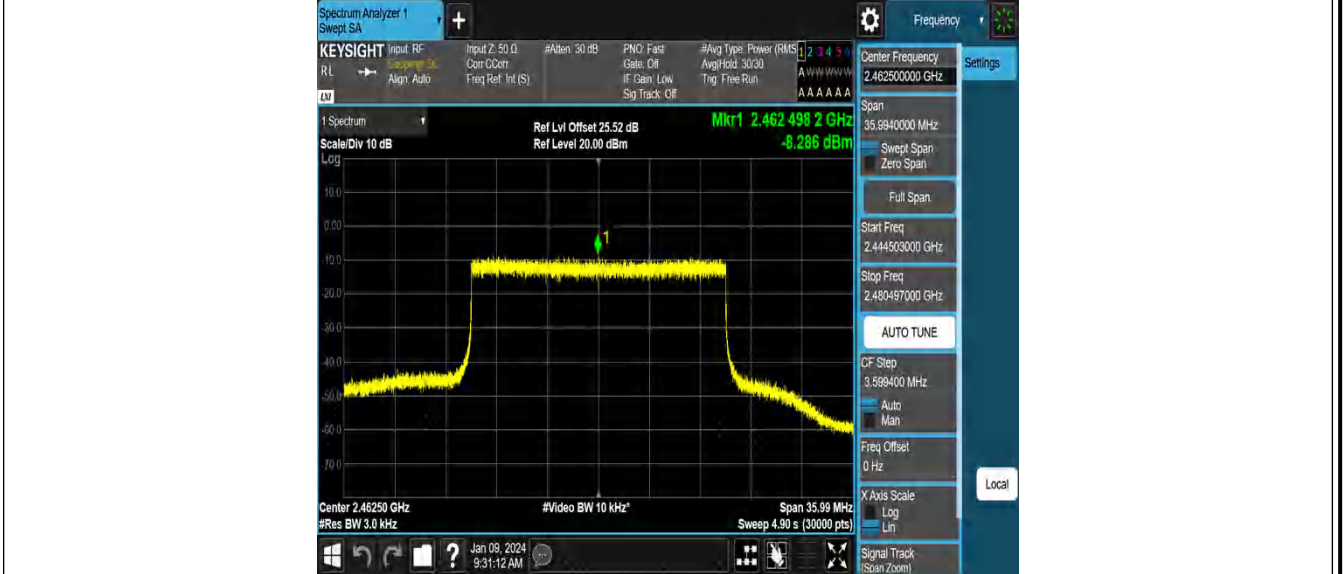 Spectrum Analyzer 1
Swept SA
+
Frequency
KEYSIGHT
RL
LXI
Input: RF
Coupling: DC
Align: Auto
Input Z: 50 Ω
Corr CCorr
Freq Ref: Int (S)
#Atten: 30 dB
PNO: Fast
Gate: Off
IF Gain: Low
Sig Track: Off
#Avg Type: Power (RMS
Avg|Hold: 30/30
Trig: Free Run
1 2 3 4 5 6
A W W W W W
A A A A A A
Center Frequency
2.462500000 GHz
Settings
Span
35.9940000 MHz
Swept Span
Zero Span
Full Span
Start Freq
2.444503000 GHz
Stop Freq
2.480497000 GHz
AUTO TUNE
CF Step
3.599400 MHz
Auto
Man
Freq Offset
0 Hz
X Axis Scale
Log
Lin
Signal Track
(Span Zoom)
Local
1 Spectrum
Scale/Div 10 dB
Log
Ref Lvl Offset 25.52 dB
Ref Level 20.00 dBm
Mkr1 2.462 498 2 GHz
-8.286 dBm
10.0
0.00
-10.0
-20.0
-30.0
-40.0
-50.0
-60.0
-70.0
1
Center 2.46250 GHz
#Res BW 3.0 kHz
#Video BW 10 kHz*
Span 35.99 MHz
Sweep 4.90 s (30000 pts)
?
Jan 09, 2024
9:31:12 AM